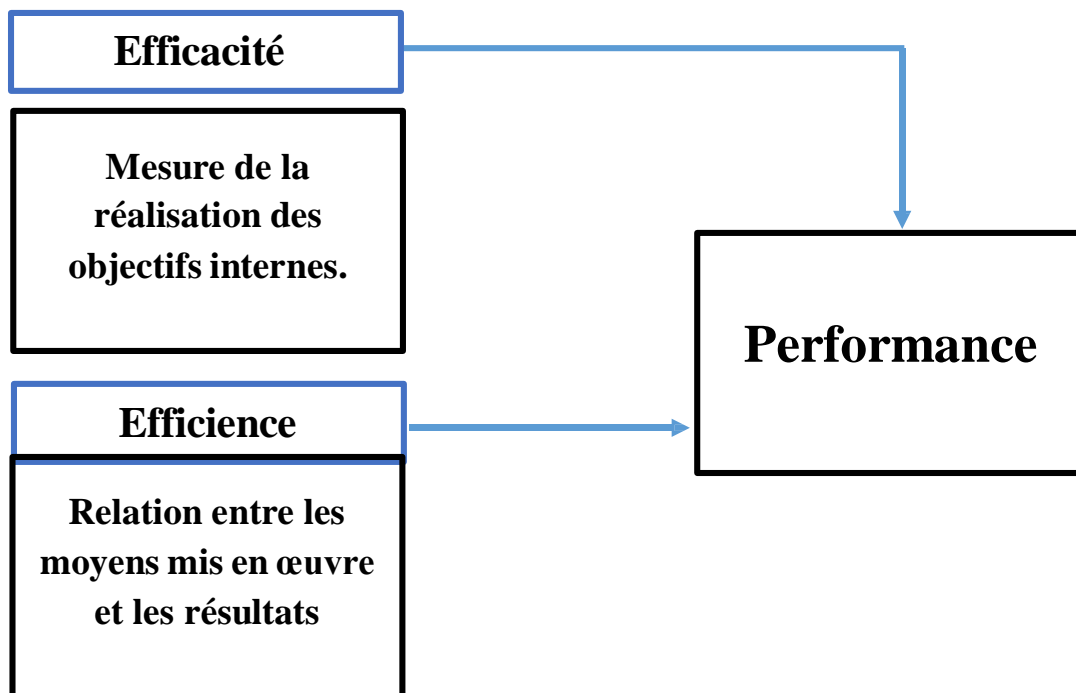 Efficacité
Mesure de la
réalisation des
objectifs internes.
Performance
Efficience
Relation entre les
moyens mis en œuvre
et les résultats